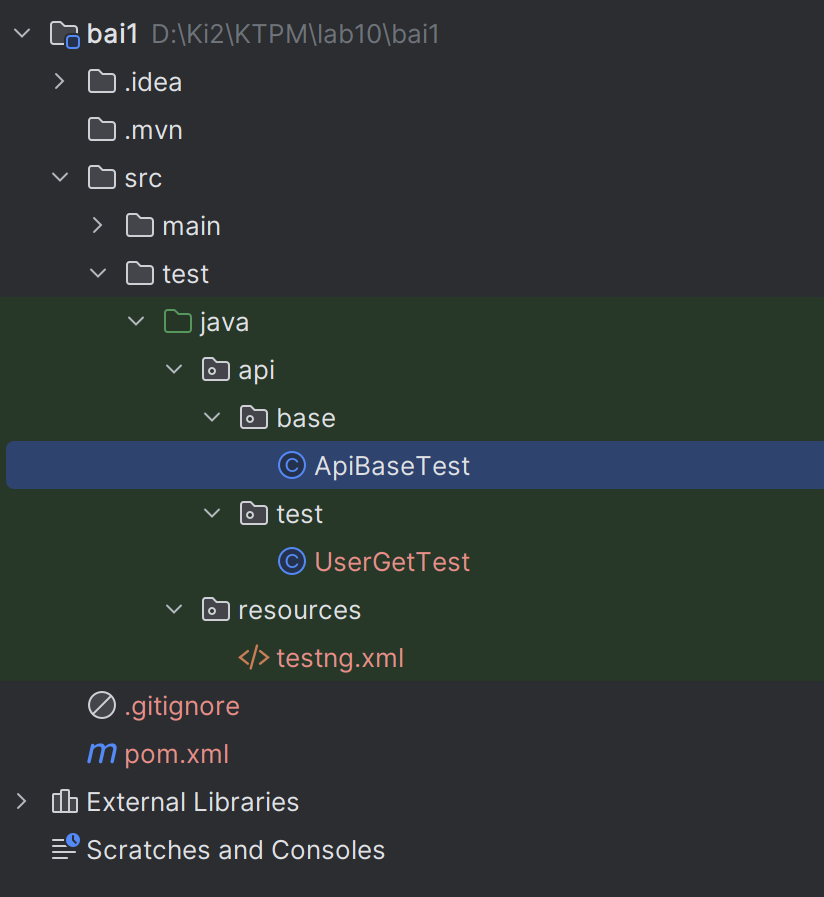 bai1 D:\Ki2\KTPM\lab10\bai1
.idea
.mvn
src
main
test
java
api
base
ApiBaseTest
test
UserGetTest
resources
testng.xml
.gitignore
pom.xml
External Libraries
Scratches and Consoles